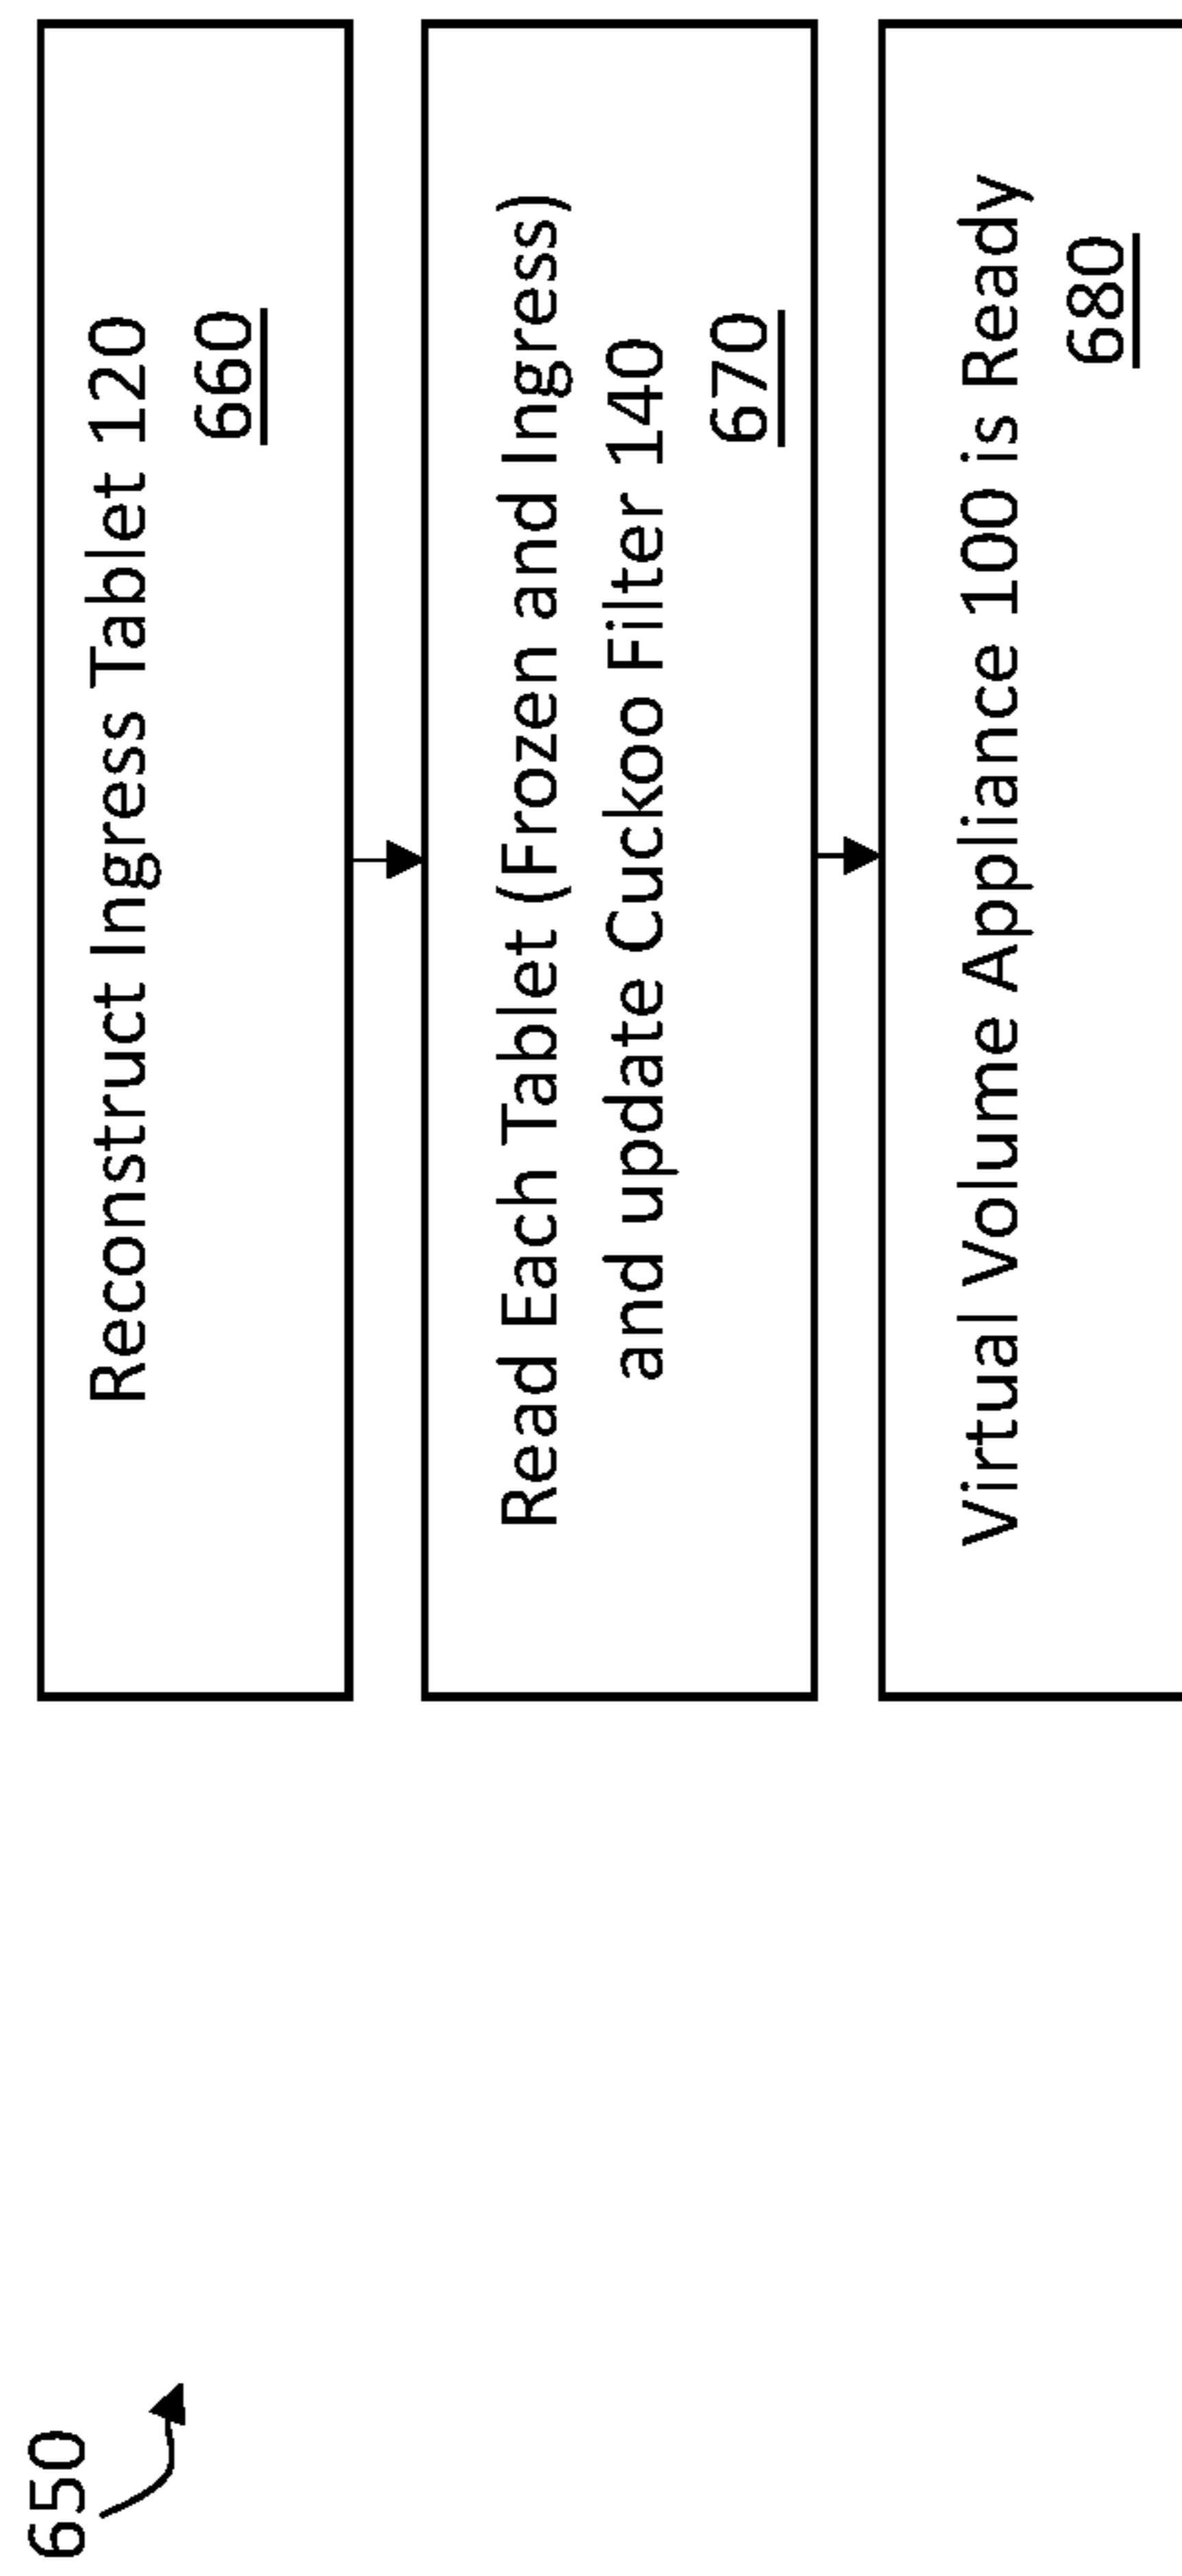 650
Reconstruct Ingress Tablet 120
660
Read Each Tablet (Frozen and Ingress)
and update Cuckoo Filter 140
670
Virtual Volume Appliance 100 is Ready
680